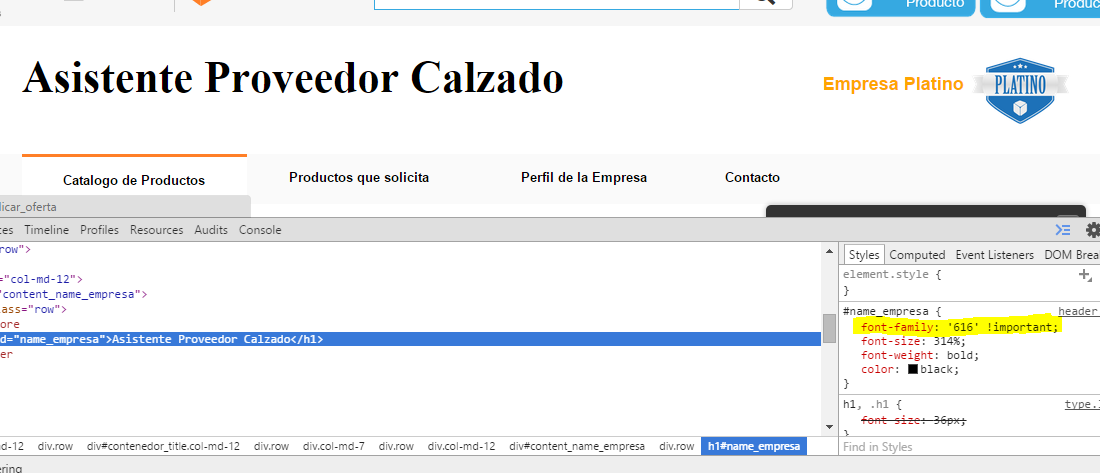 Producto
Asistente Proveedor Calzado
Empresa Platino
PLATINO
Catalogo de Productos
Productos que solicita
Perfil de la Empresa
Contacto
licar_oferta
ces Timeline Profiles Resources Audits Console
row">
="col-md-12">
"content_name_empresa">
lass="row">
ore
d="name_empresa">Asistente Proveedor Calzado</h1>
er
Styles Computed Event Listeners DOM Brea
element.style {
}
#name_empresa { header.
font-family: '616' !important;
font-size: 314%;
font-weight: bold;
color: black;
}
h1, .h1 { type.l
font-size: 36px;
}
Find in Styles
md-12 div.row div#contenedor_title.col-md-12 div.row div.col-md-7 div.row div.col-md-12 div#content_name_empresa div.row h1#name_empresa
ering